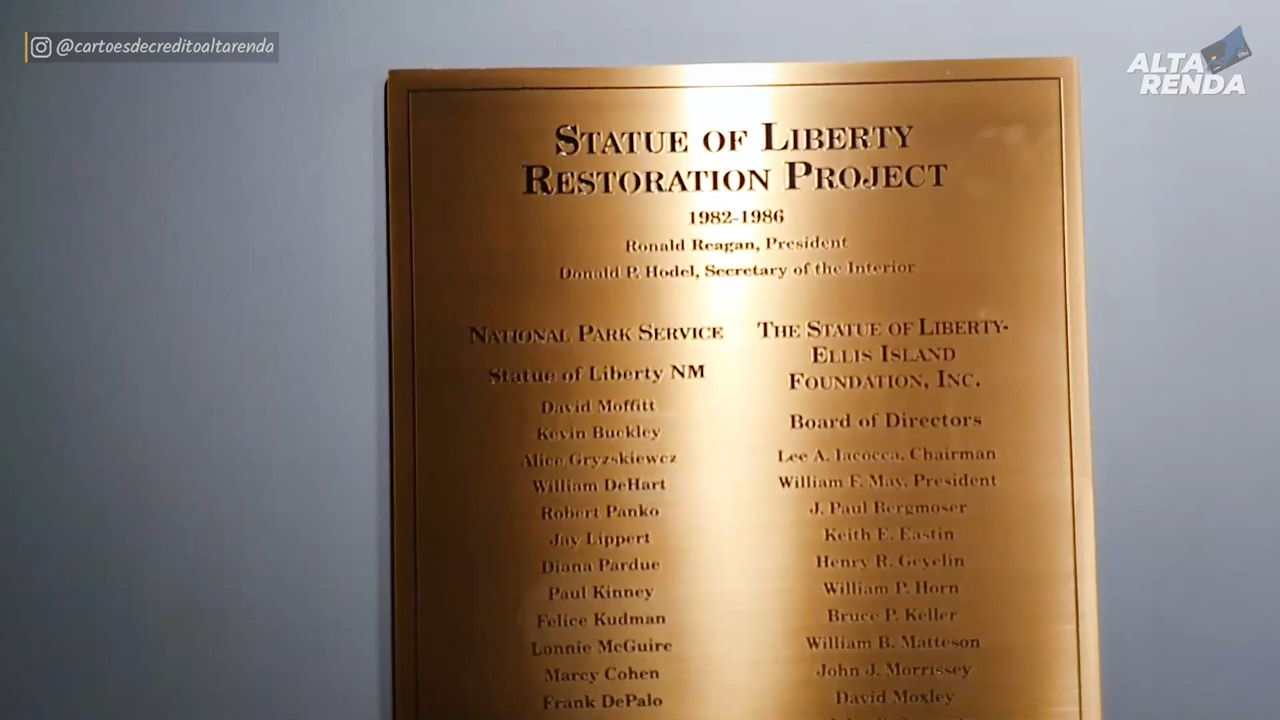 @cartoesdecreditoaltarenda
ALTA
RENDA
STATUE OF LIBERTY
RESTORATION PROJECT
1982-1986
Ronald Reagan, President
Donald P. Hodel, Secretary of the Interior
NATIONAL PARK SERVICE
Statue of Liberty NM
David Moffitt
Kevin Buckley
Alice Gryzskiewcz
William DeHart
Robert Panko
Jay Lippert
Diana Pardue
Paul Kinney
Felice Kudman
Lonnie McGuire
Marcy Cohen
Frank DePalo
THE STATUE OF LIBERTY-
ELLIS ISLAND
FOUNDATION, INC.
Board of Directors
Lee A. Iacocca, Chairman
William F. May, President
J. Paul Bergmoser
Keith E. Eastin
Henry R. Geyelin
William P. Horn
Bruce P. Keller
William B. Matteson
John J. Morrissey
David Moxley